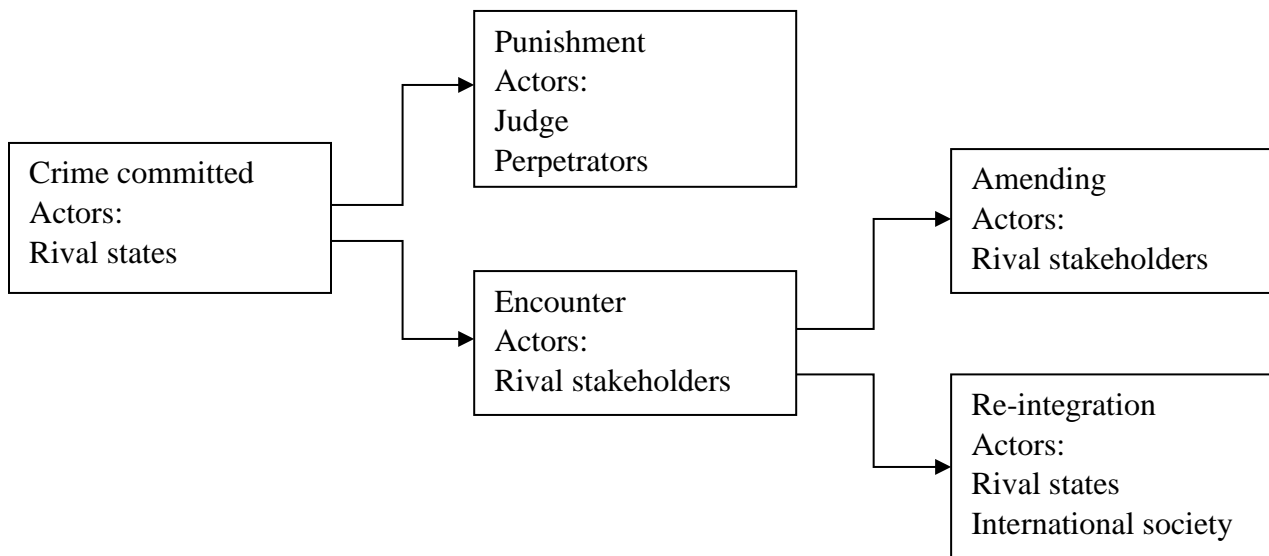 Punishment
Actors:
Judge
Perpetrators
Crime committed
Actors:
Rival states
Amending
Actors:
Rival stakeholders
Encounter
Actors:
Rival stakeholders
Re-integration
Actors:
Rival states
International society